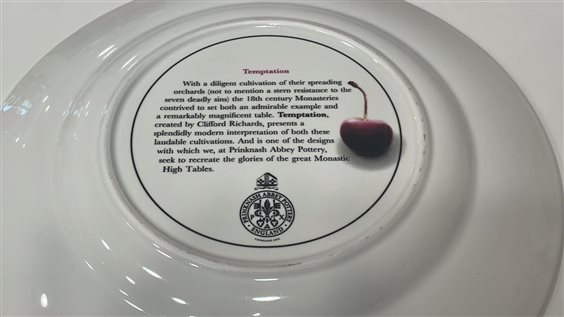 Temptation
With a diligent cultivation of their spreading
orchards (not to mention a stern resistance to the
seven deadly sins) the 18th century Monasteries
contrived to set both an admirable example and
a remarkably magnificent table. Temptation,
created by Clifford Richards, presents a
splendidly modern interpretation of both these
laudable cultivations. And is one of the designs
with which we, at Prinknash Abbey Pottery,
seek to recreate the glories of the great Monastic
High Tables.
PRINKNASH ABBEY POTTERY
ENGLAND